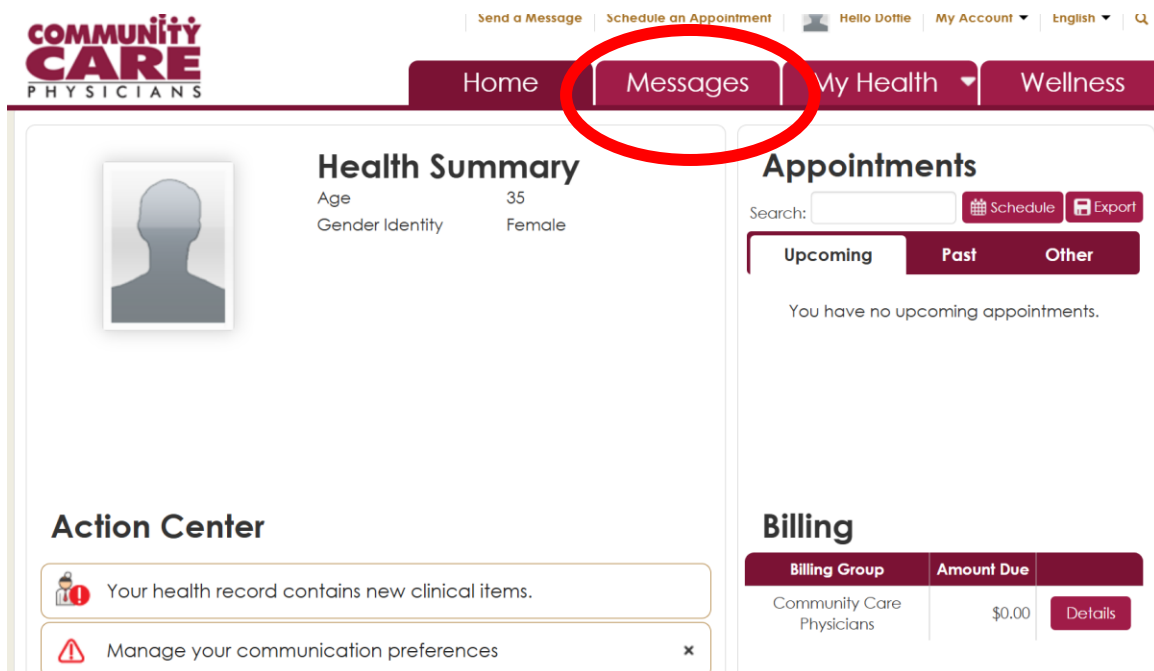 COMMUNITY
CARE
PHYSICIANS
Send a Message Schedule an Appointment Hello Dottie My Account English
Home Messages My Health Wellness
Health Summary
Age 35
Gender Identity Female
Appointments
Search: Schedule Export
Upcoming Past Other
You have no upcoming appointments.
Action Center
Your health record contains new clinical items.
Manage your communication preferences ×
Billing
Billing Group Amount Due
Community Care
Physicians
$0.00 Details